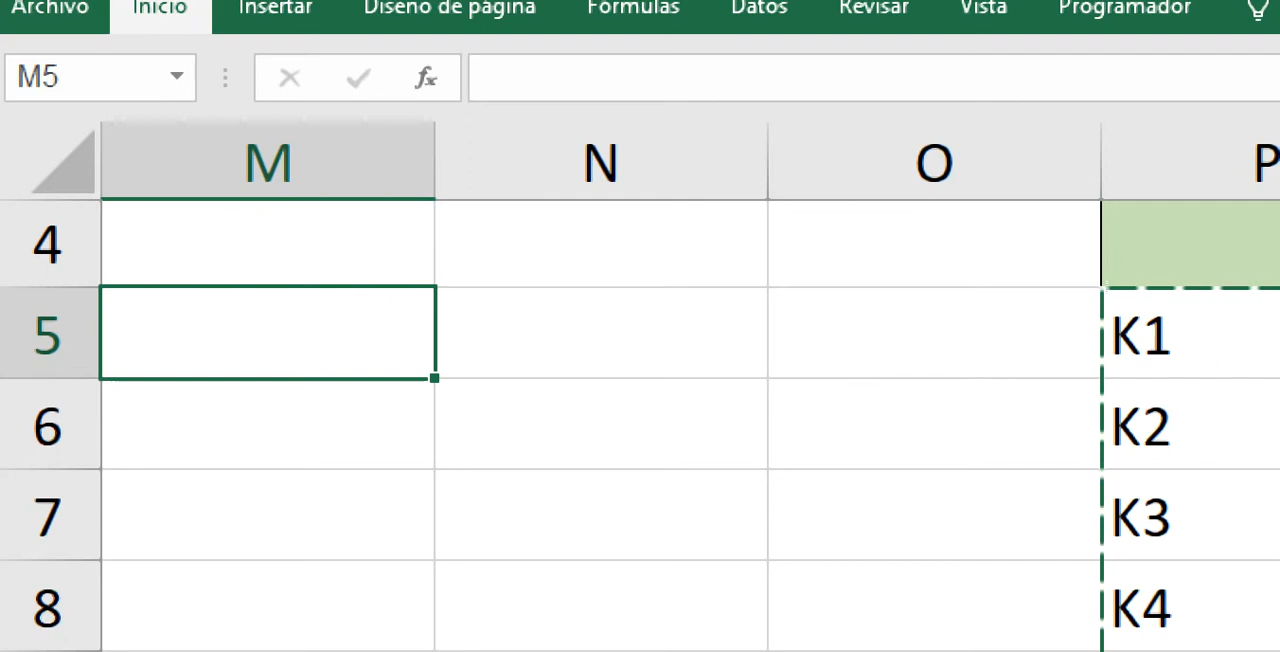 Archivo Inicio Insertar Diseño de página Fórmulas Datos Revisar Vista Programador
M5 fx
M N O P
4
5 K1
6 K2
7 K3
8 K4